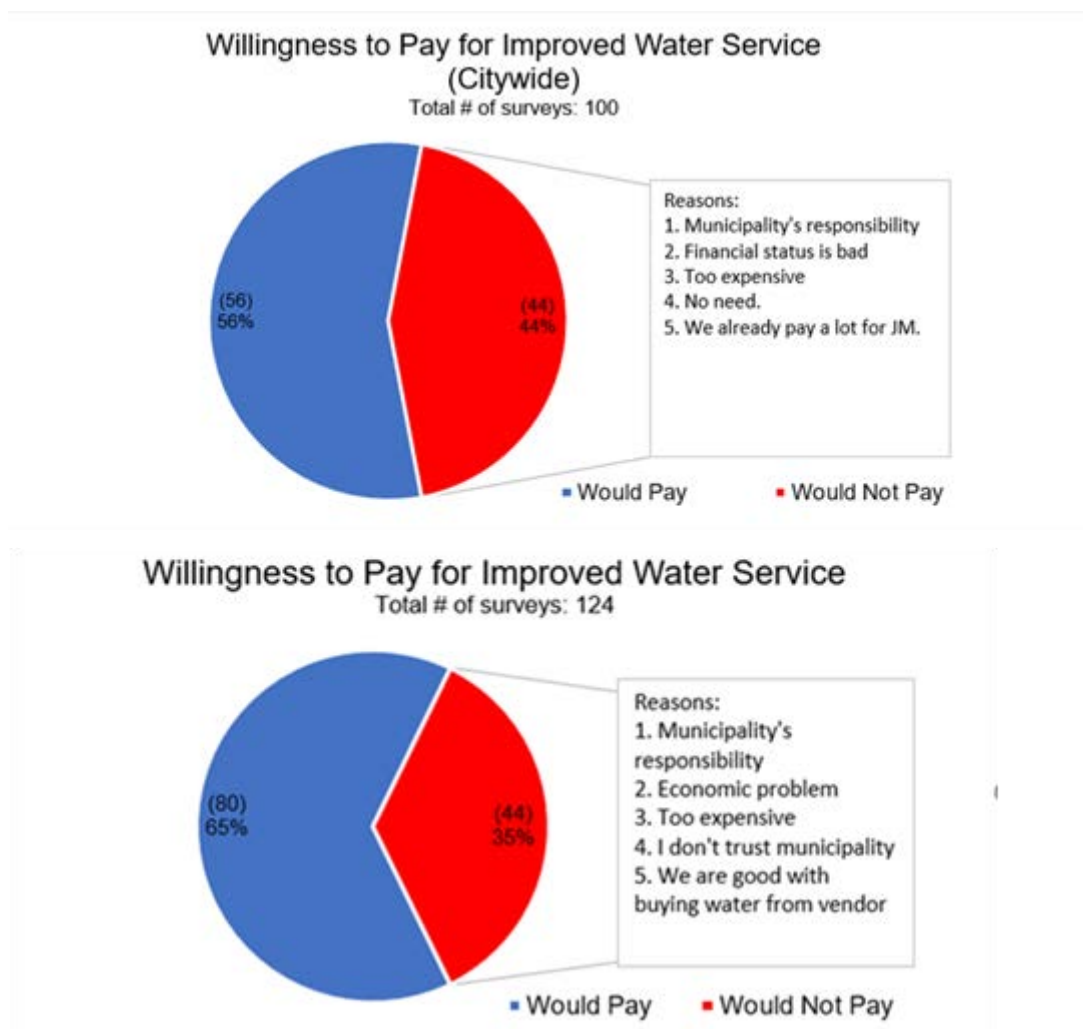 Willingness to Pay for Improved Water Service
(Citywide)
Total # of surveys: 100
Reasons:
1. Municipality's responsibility
2. Financial status is bad
3. Too expensive
4. No need.
5. We already pay a lot for JM.
(56)
56%
(44)
44%
Would Pay
Would Not Pay
Willingness to Pay for Improved Water Service
Total # of surveys: 124
Reasons:
1. Municipality's
responsibility
2. Economic problem
3. Too expensive
4. I don't trust municipality
5. We are good with
buying water from vendor
(80)
65%
(44)
35%
Would Pay
Would Not Pay